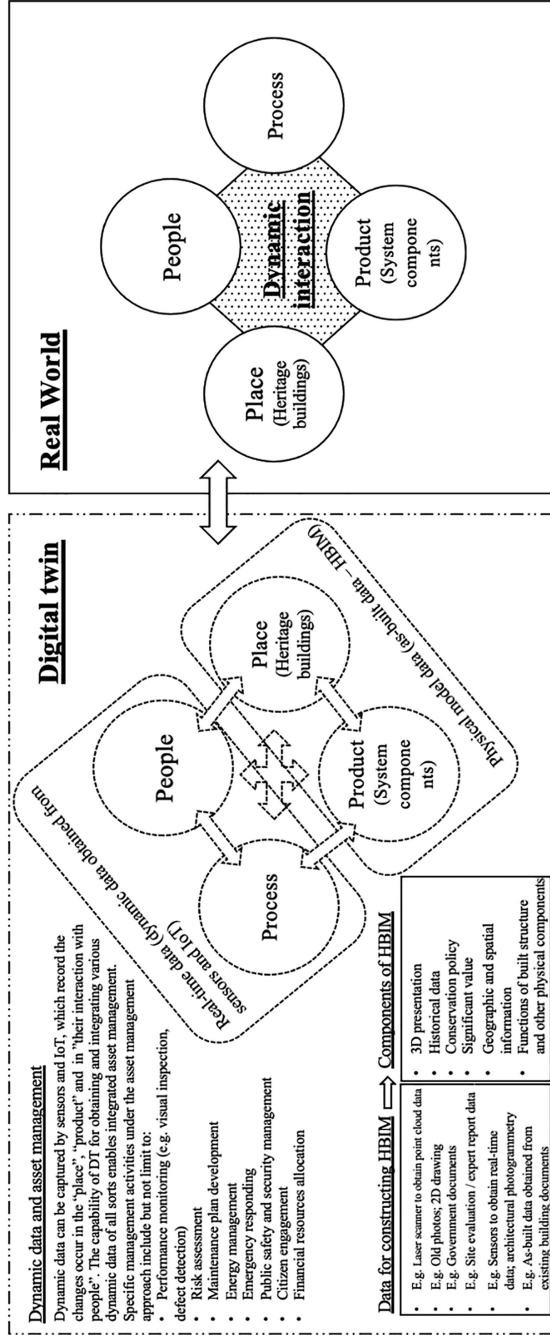 Dynamic data and asset management
Dynamic data can be captured by sensors and IoT, which record the
changes occur in the "place", "product" and in "their interaction with
people". The capability of DT for obtaining and integrating various
dynamic data of all sorts enables integrated asset management.
Specific management activities under the asset management
approach include but not limit to:
• Performance monitoring (e.g. visual inspection,
defect detection)
• Risk assessment
• Maintenance plan development
• Energy management
• Emergency responding
• Public safety and security management
• Citizen engagement
• Financial resources allocation
Data for constructing HBIM
• E.g. Laser scanner to obtain point cloud data
• E.g. Old photos; 2D drawing
• E.g. Government documents
• E.g. Site evaluation / expert report data
• E.g. Sensors to obtain real-time
data; architectural photogrammetry
• E.g. As-built data obtained from
existing building documents
Components of HBIM
• 3D presentation
• Historical data
• Conservation policy
• Significant value
• Geographic and spatial
information
• Functions of built structure
and other physical components
Digital twin
Real-time data (dynamic data obtained from
sensors and IoT)
People
Process
Place
(Heritage
buildings)
Product
(System
compone
nts)
Physical model data (as-built data – HBIM)
Real World
People
Place
(Heritage
buildings)
Dynamic
interaction
Process
Product
(System
compone
nts)